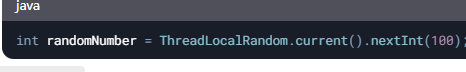 java
int randomNumber = ThreadLocalRandom.current().nextInt(100);